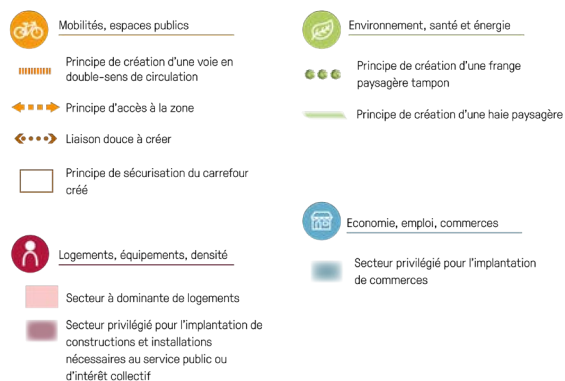 Mobilités, espaces publics
Principe de création d'une voie en
double-sens de circulation
Principe d'accès à la zone
Liaison douce à créer
Principe de sécurisation du carrefour
créé
Logements, équipements, densité
Secteur à dominante de logements
Secteur privilégié pour l'implantation de
constructions et installations
nécessaires au service public ou
d'intérêt collectif
Environnement, santé et énergie
Principe de création d'une frange
paysagère tampon
Principe de création d'une haie paysagère
Economie, emploi, commerces
Secteur privilégié pour l'implantation
de commerces